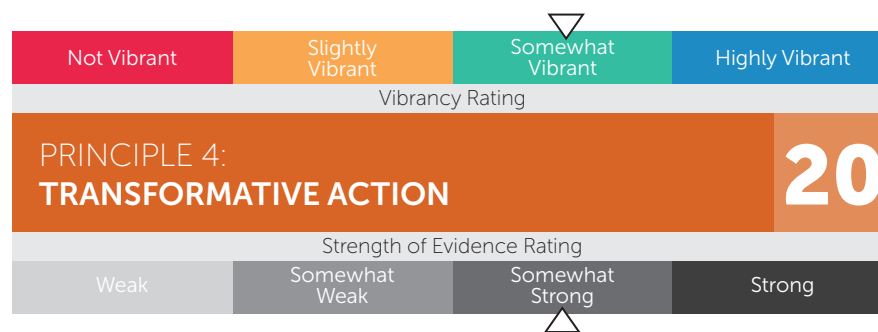 Not Vibrant
Slightly
Vibrant
Somewhat
Vibrant
Highly Vibrant
Vibrancy Rating
PRINCIPLE 4:
TRANSFORMATIVE ACTION
20
Strength of Evidence Rating
Weak
Somewhat
Weak
Somewhat
Strong
Strong